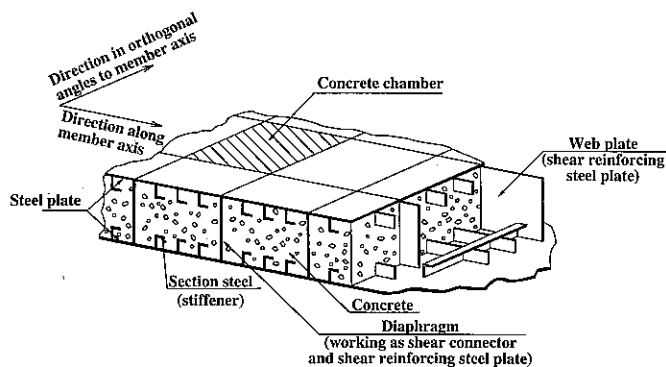 Direction in orthogonal
angles to member axis
Direction along
member axis
Concrete chamber
Web plate
(shear reinforcing
steel plate)
Steel plate
Section steel
(stiffener)
Concrete
Diaphragm
(working as shear connector
and shear reinforcing steel plate)